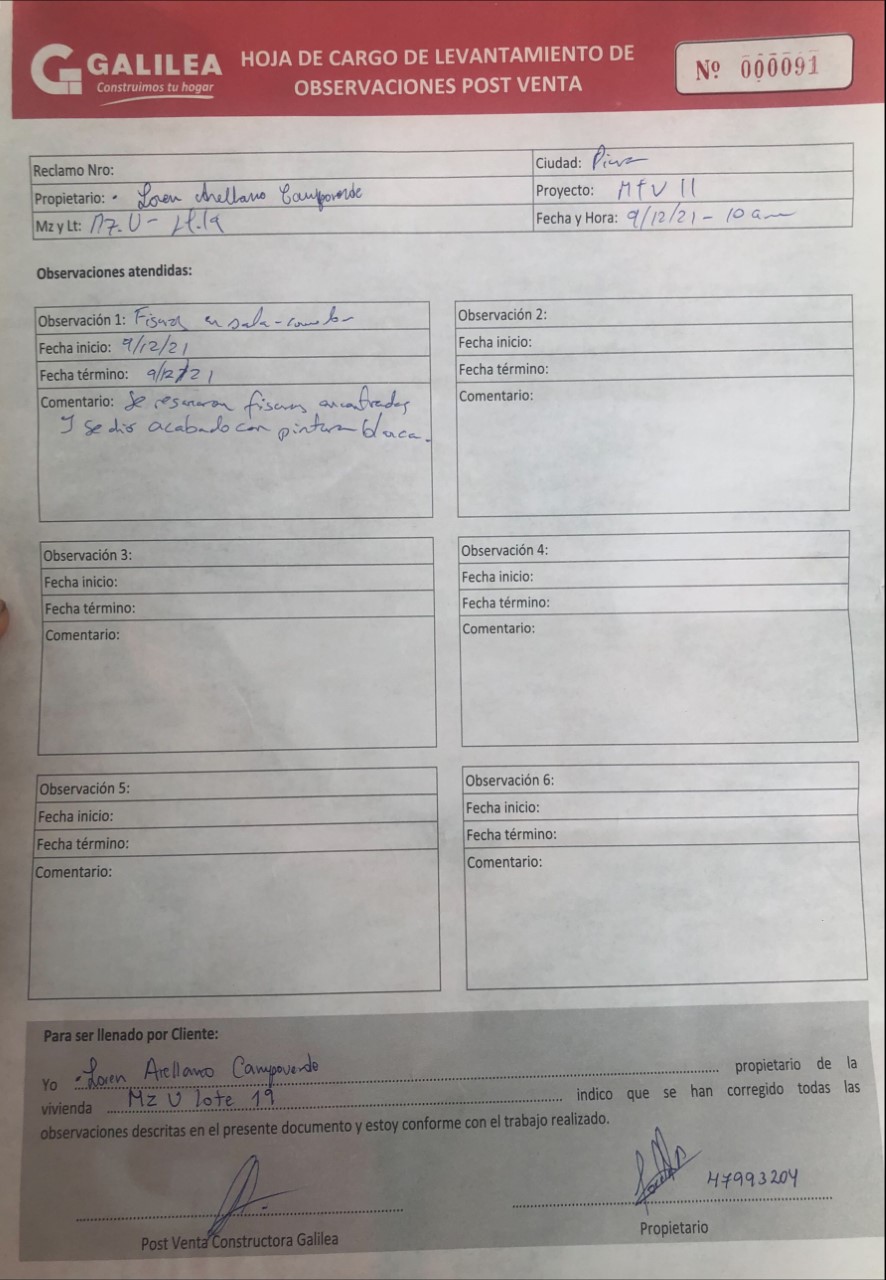 GALILEA
Construimos tu hogar
HOJA DE CARGO DE LEVANTAMIENTO DE
OBSERVACIONES POST VENTA
Nº 000091
Reclamo Nro:
Ciudad: Piura
Propietario: Loren Arellano Campoverde
Proyecto: MFV II
Mz y Lt: Mz. U - Lt. 19
Fecha y Hora: 9/12/21 - 10 am
Observaciones atendidas:
Observación 1: Fisuras en sala-comedor
Fecha inicio: 9/12/21
Fecha término: 9/12/21
Comentario: Se resanaron fisuras encontradas
y se dio acabado con pintura blanca.
Observación 2:
Fecha inicio:
Fecha término:
Comentario:
Observación 3:
Fecha inicio:
Fecha término:
Comentario:
Observación 4:
Fecha inicio:
Fecha término:
Comentario:
Observación 5:
Fecha inicio:
Fecha término:
Comentario:
Observación 6:
Fecha inicio:
Fecha término:
Comentario:
Para ser llenado por Cliente:
Yo Loren Arellano Campoverde propietario de la
vivienda Mz U lote 19 indico que se han corregido todas las
observaciones descritas en el presente documento y estoy conforme con el trabajo realizado.
47993204
Post Venta Constructora Galilea
Propietario